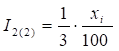 I₂₍₂₎ = 1/3 · xᵢ/100